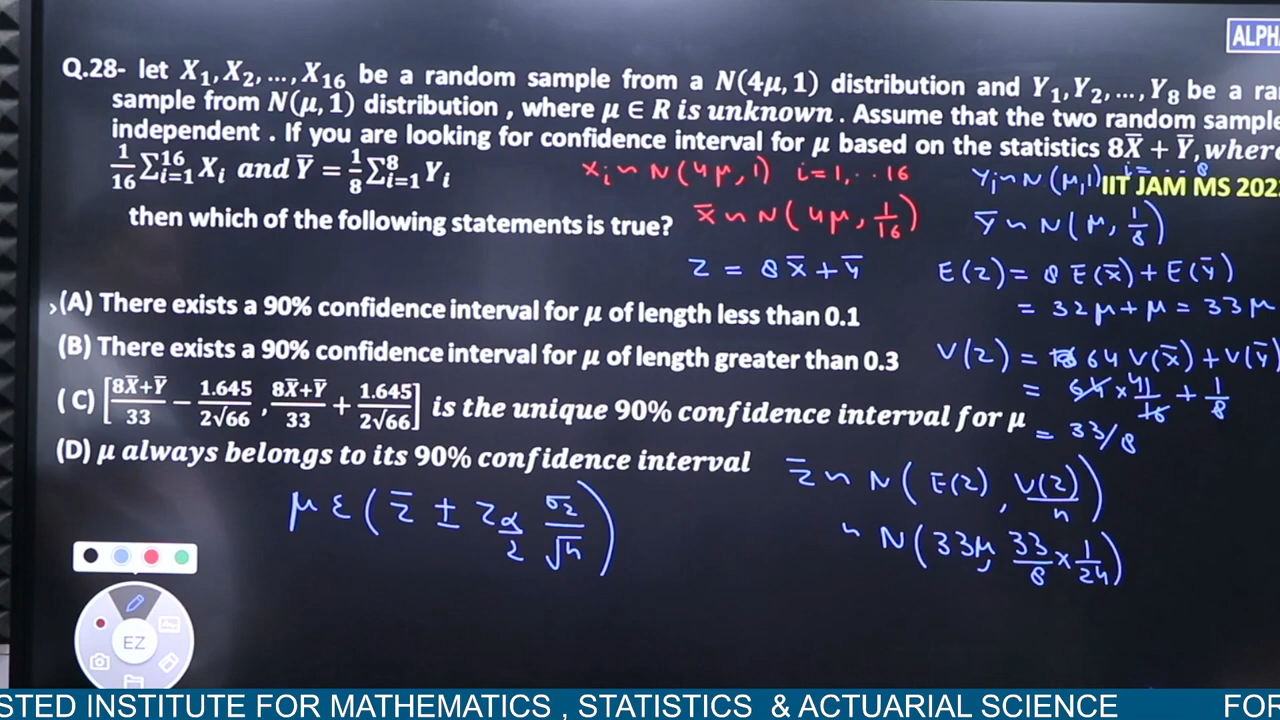 ALPH
Q.28- let X₁, X₂, ..., X₁₆ be a random sample from a N(4μ, 1) distribution and Y₁, Y₂, ..., Y₈ be a ra
sample from N(μ, 1) distribution , where μ ∈ R is unknown . Assume that the two random sample
independent . If you are looking for confidence interval for μ based on the statistics 8X̄ + Ȳ, where
1/16 ∑ᵢ₌₁¹⁶ Xᵢ and Ȳ = 1/8 ∑ᵢ₌₁⁸ Yᵢ
Xᵢ ~ N(4μ, 1) i = 1, .. 16
Yᵢ ~ N(μ, 1) i = ... 8
IIT JAM MS 202
then which of the following statements is true?
X̄ ~ N(4μ, 1/16)
Ȳ ~ N(μ, 1/8)
Z = 8X̄ + Ȳ
E(Z) = 8 E(X̄) + E(Ȳ)
= 32μ + μ = 33μ
(A) There exists a 90% confidence interval for μ of length less than 0.1
(B) There exists a 90% confidence interval for μ of length greater than 0.3
V(Z) = 64 V(X̄) + V(Ȳ)
= 64 × 4 1/16 + 1/8
( C) [8X̄+Ȳ/33 − 1.645/2√66 , 8X̄+Ȳ/33 + 1.645/2√66] is the unique 90% confidence interval for μ
= 33/8
(D) μ always belongs to its 90% confidence interval
Z̄ ~ N(E(Z), V(Z)/n)
μ ε (Z̄ ± Z α/2 σz/√n)
~ N(33μ, 33/8 × 1/24)
EZ
STED INSTITUTE FOR MATHEMATICS , STATISTICS & ACTUARIAL SCIENCE FOR